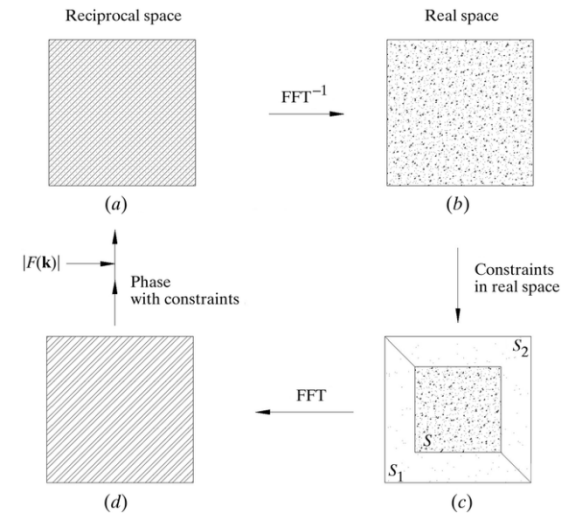 Reciprocal space
Real space
FFT⁻¹
(a)
(b)
|F(k)|
Phase
with constraints
Constraints
in real space
S₂
S
S₁
FFT
(d)
(c)